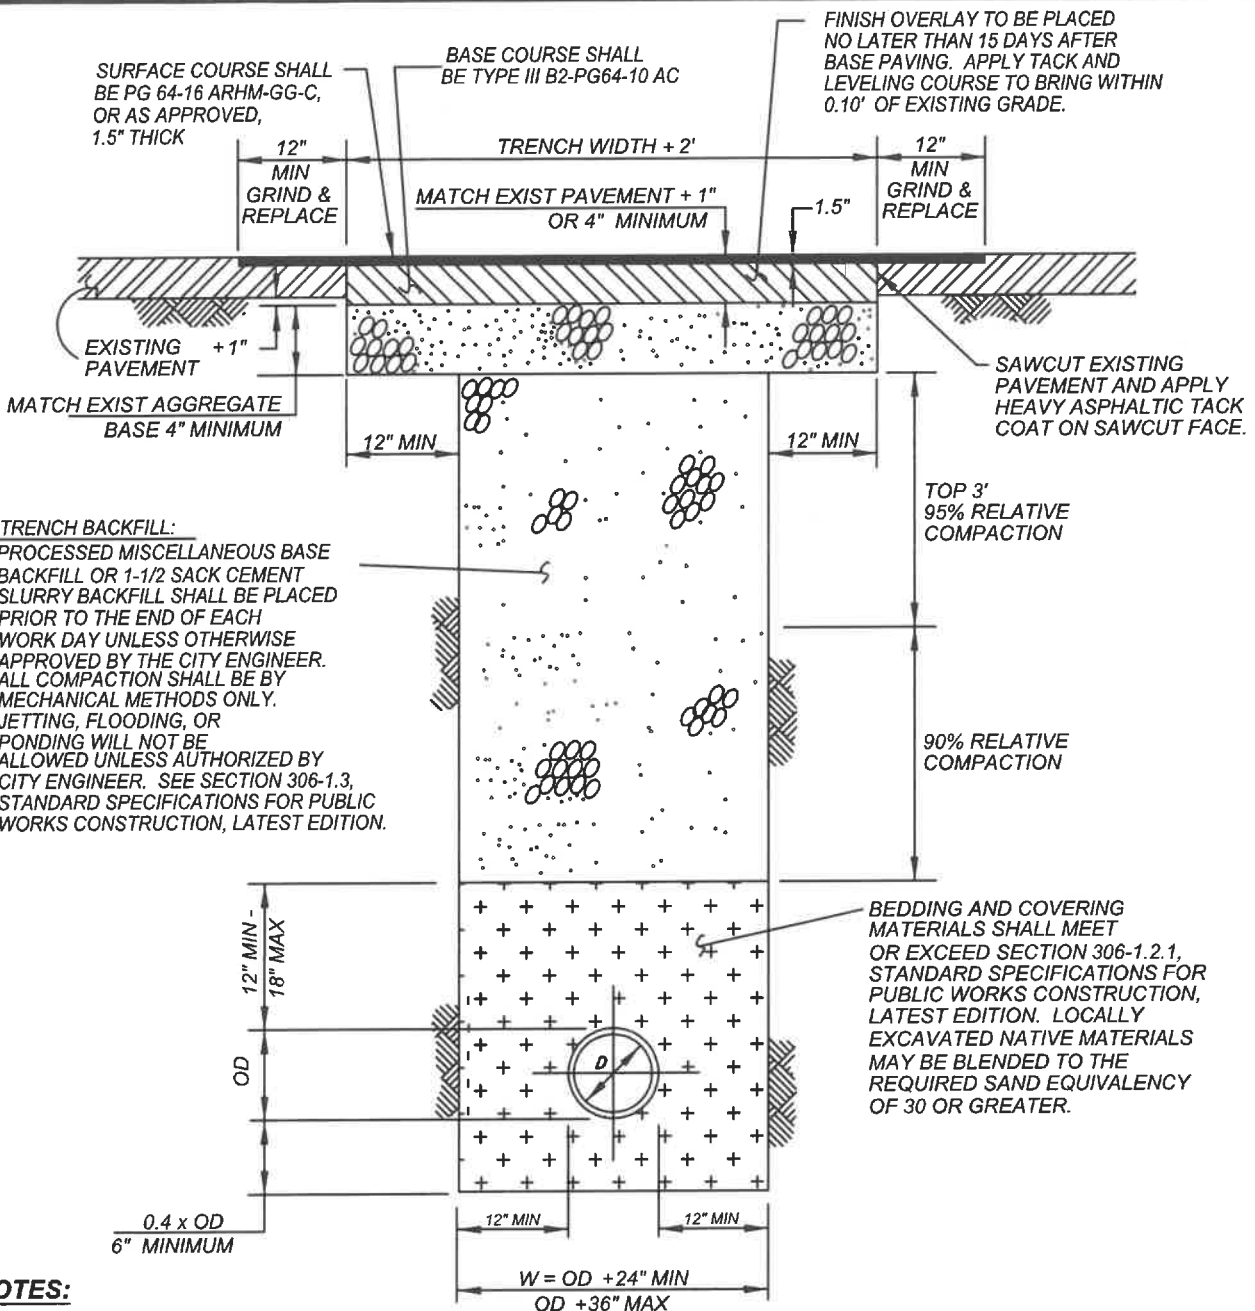 SURFACE COURSE SHALL
BE PG 64-16 ARHM-GG-C,
OR AS APPROVED,
1.5" THICK
BASE COURSE SHALL
BE TYPE III B2-PG64-10 AC
FINISH OVERLAY TO BE PLACED
NO LATER THAN 15 DAYS AFTER
BASE PAVING. APPLY TACK AND
LEVELING COURSE TO BRING WITHIN
0.10' OF EXISTING GRADE.
12"
MIN
GRIND &
REPLACE
TRENCH WIDTH + 2'
12"
MIN
GRIND &
REPLACE
MATCH EXIST PAVEMENT + 1"
OR 4" MINIMUM
1.5"
EXISTING
PAVEMENT
+1"
MATCH EXIST AGGREGATE
BASE 4" MINIMUM
SAWCUT EXISTING
PAVEMENT AND APPLY
HEAVY ASPHALTIC TACK
COAT ON SAWCUT FACE.
12" MIN
12" MIN
TOP 3'
95% RELATIVE
COMPACTION
TRENCH BACKFILL:
PROCESSED MISCELLANEOUS BASE
BACKFILL OR 1-1/2 SACK CEMENT
SLURRY BACKFILL SHALL BE PLACED
PRIOR TO THE END OF EACH
WORK DAY UNLESS OTHERWISE
APPROVED BY THE CITY ENGINEER.
ALL COMPACTION SHALL BE BY
MECHANICAL METHODS ONLY.
JETTING, FLOODING, OR
PONDING WILL NOT BE
ALLOWED UNLESS AUTHORIZED BY
CITY ENGINEER. SEE SECTION 306-1.3,
STANDARD SPECIFICATIONS FOR PUBLIC
WORKS CONSTRUCTION, LATEST EDITION.
90% RELATIVE
COMPACTION
12" MIN -
18" MAX
BEDDING AND COVERING
MATERIALS SHALL MEET
OR EXCEED SECTION 306-1.2.1,
STANDARD SPECIFICATIONS FOR
PUBLIC WORKS CONSTRUCTION,
LATEST EDITION. LOCALLY
EXCAVATED NATIVE MATERIALS
MAY BE BLENDED TO THE
REQUIRED SAND EQUIVALENCY
OF 30 OR GREATER.
OD
D
0.4 x OD
6" MINIMUM
12" MIN
12" MIN
W = OD +24" MIN
OD +36" MAX
OTES: